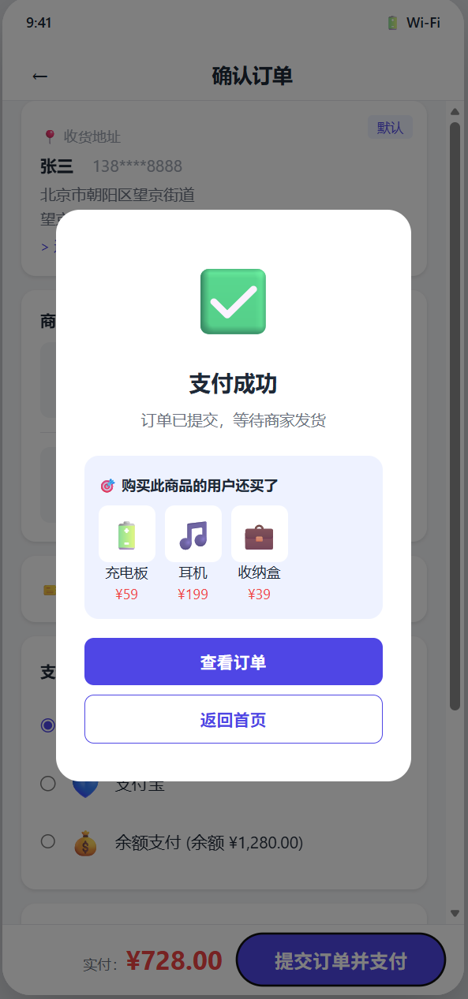 9:41
Wi-Fi
← 确认订单
默认
收货地址
张三 138****8888
北京市朝阳区望京街道
望京
>
商
支付成功
订单已提交，等待商家发货
购买此商品的用户还买了
充电板 耳机 收纳盒
¥59 ¥199 ¥39
查看订单
返回首页
支
支付宝
余额支付 (余额 ¥1,280.00)
实付: ¥728.00 提交订单并支付